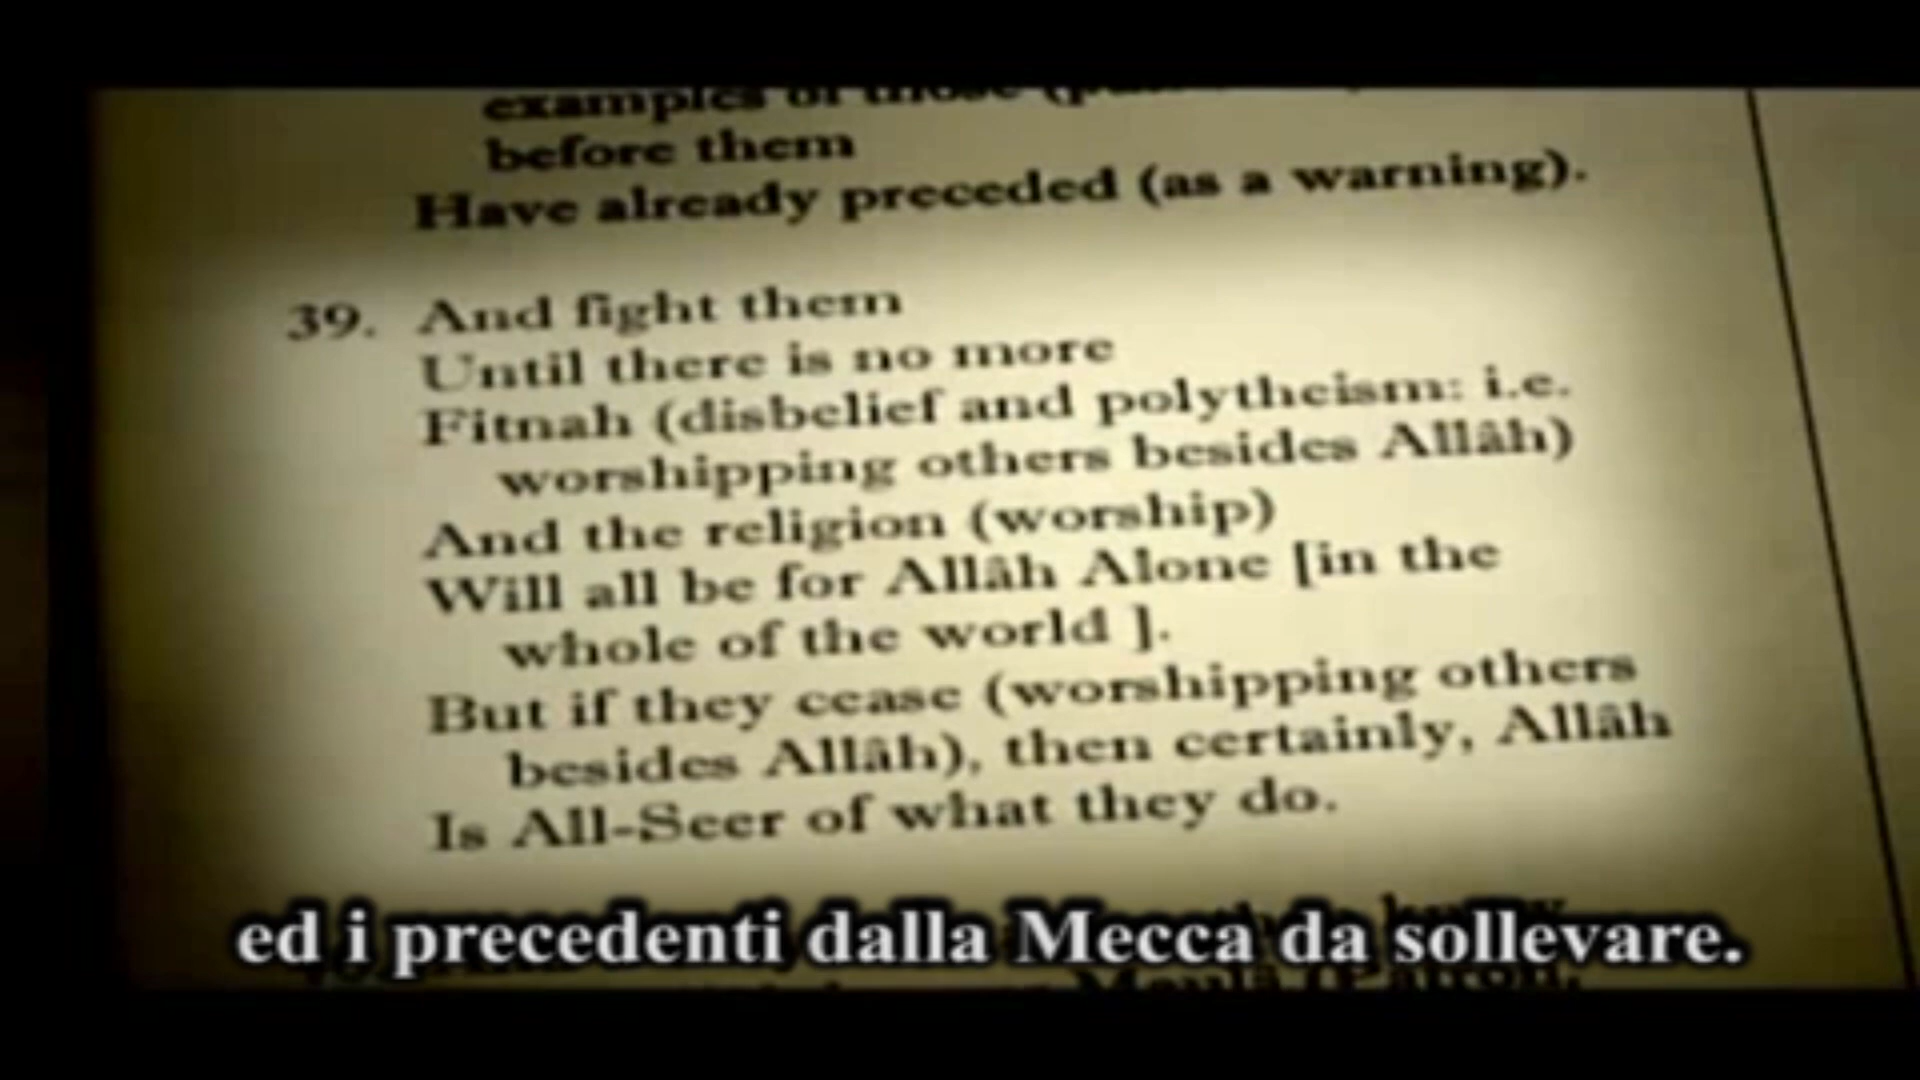 examples of those
before them
Have already preceded (as a warning).
39. And fight them
Until there is no more
Fitnah (disbelief and polytheism: i.e.
worshipping others besides Allâh)
And the religion (worship)
Will all be for Allâh Alone [in the
whole of the world ].
But if they cease (worshipping others
besides Allâh), then certainly, Allâh
Is All-Seer of what they do.
ed i precedenti dalla Mecca da sollevare.